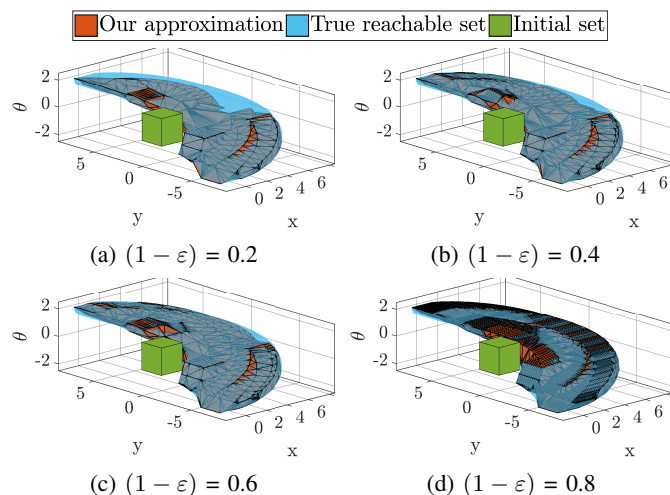 Our approximation True reachable set Initial set
2
0
-2
θ
5
0
-5
y
0
2
4
6
x
(a) (1 − ε) = 0.2
2
0
-2
θ
5
0
-5
y
0
2
4
6
x
(b) (1 − ε) = 0.4
2
0
-2
θ
5
0
-5
y
0
2
4
6
x
(c) (1 − ε) = 0.6
2
0
-2
θ
5
0
-5
y
0
2
4
6
x
(d) (1 − ε) = 0.8